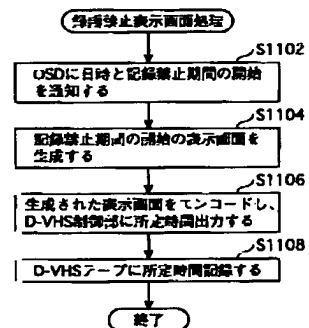 録画禁止表示画面処理
S1102
OSDに日時と記録禁止期間の開始
を通知する
S1104
記録禁止期間の開始の表示画面を
生成する
S1106
生成された表示画面をエンコードし、
D-VHS制御部に所定時間出力する
S1108
D-VHSテープに所定時間記録する
終了